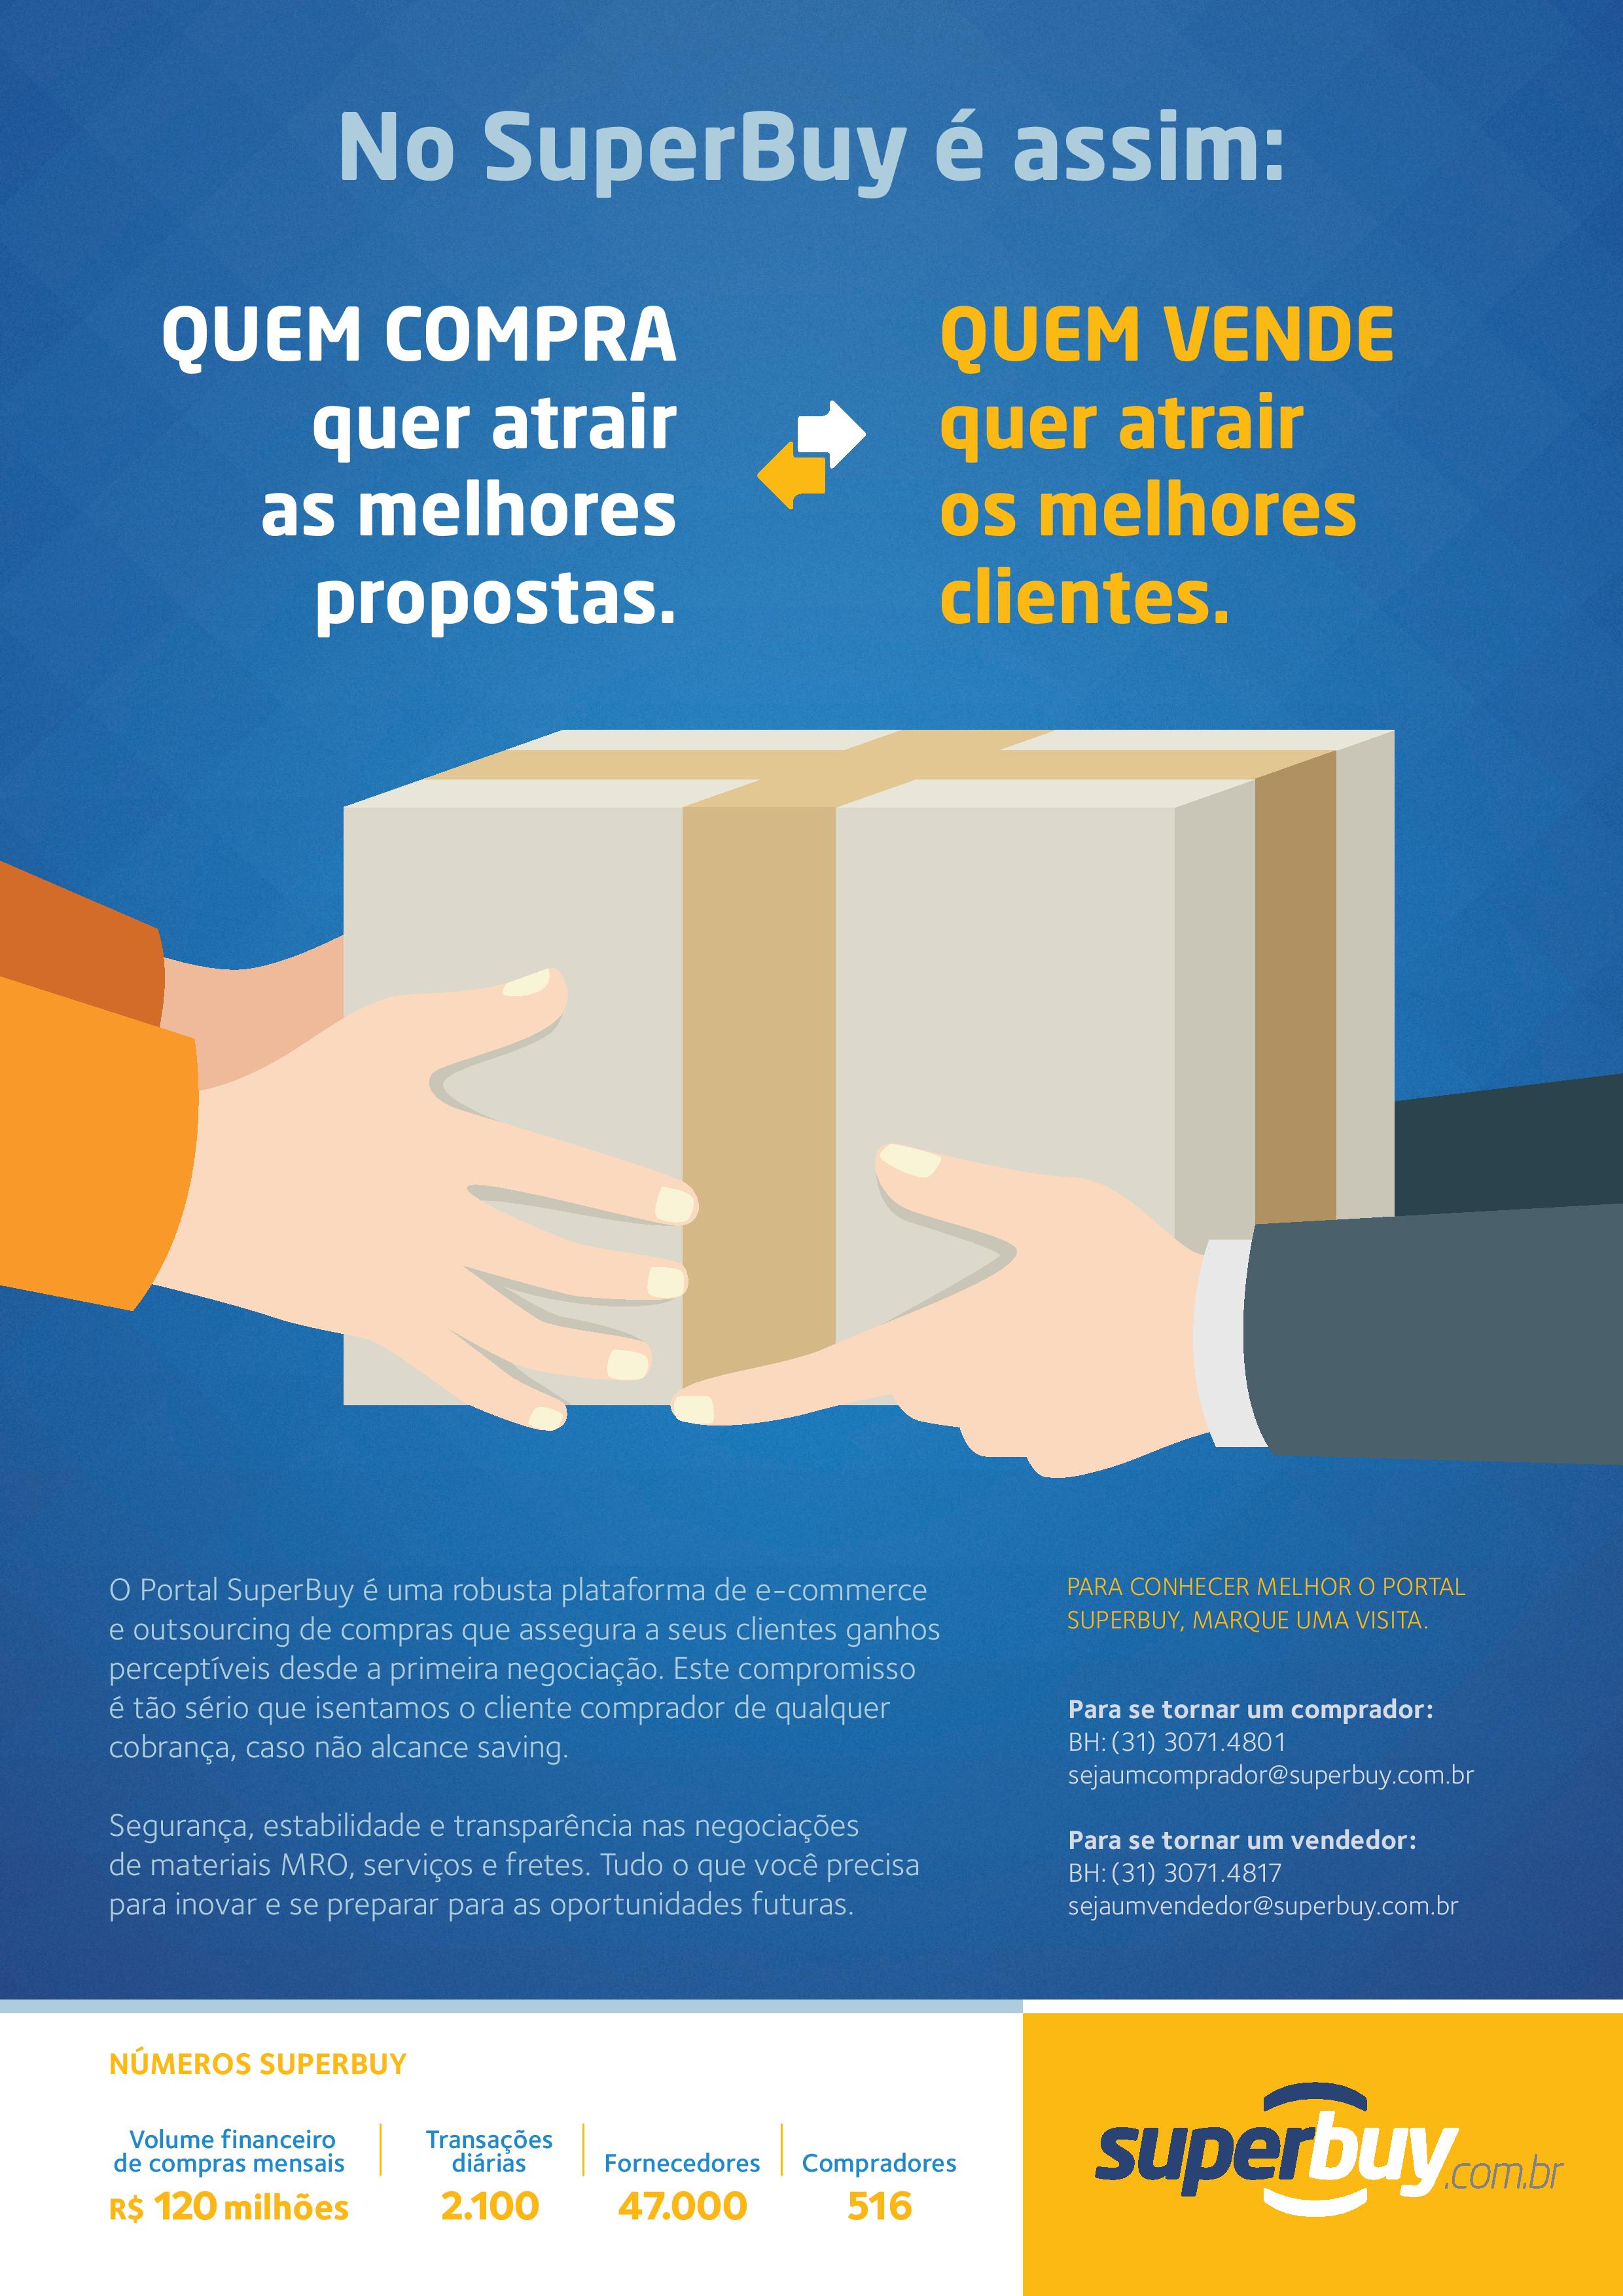 No SuperBuy é assim:
QUEM COMPRA
quer atrair
as melhores
propostas.
QUEM VENDE
quer atrair
os melhores
clientes.
O Portal SuperBuy é uma robusta plataforma de e-commerce
e outsourcing de compras que assegura a seus clientes ganhos
perceptíveis desde a primeira negociação. Este compromisso
é tão sério que isentamos o cliente comprador de qualquer
cobrança, caso não alcance saving.
Segurança, estabilidade e transparência nas negociações
de materiais MRO, serviços e fretes. Tudo o que você precisa
para inovar e se preparar para as oportunidades futuras.
PARA CONHECER MELHOR O PORTAL
SUPERBUY, MARQUE UMA VISITA.
Para se tornar um comprador:
BH: (31) 3071.4801
sejaumcomprador@superbuy.com.br
Para se tornar um vendedor:
BH: (31) 3071.4817
sejaumvendedor@superbuy.com.br
NÚMEROS SUPERBUY
Volume financeiro
de compras mensais
R$ 120 milhões
Transações
diárias
2.100
Fornecedores
47.000
Compradores
516
superbuy.com.br